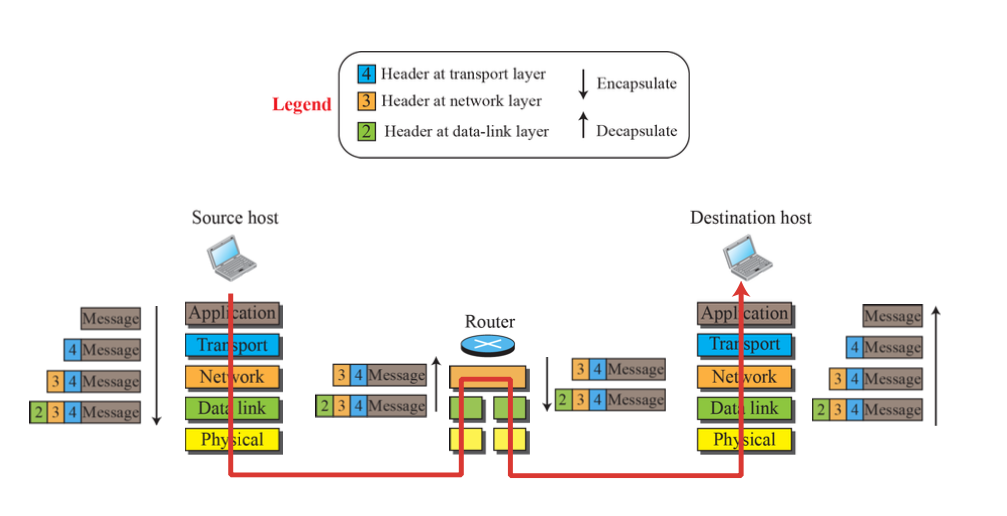 Legend
4 Header at transport layer
3 Header at network layer
2 Header at data-link layer
Encapsulate
Decapsulate
Source host
Message
4 Message
3 4 Message
2 3 4 Message
Application
Transport
Network
Data link
Physical
Router
3 4 Message
2 3 4 Message
3 4 Message
2 3 4 Message
Destination host
Application
Transport
Network
Data link
Physical
Message
4 Message
3 4 Message
2 3 4 Message